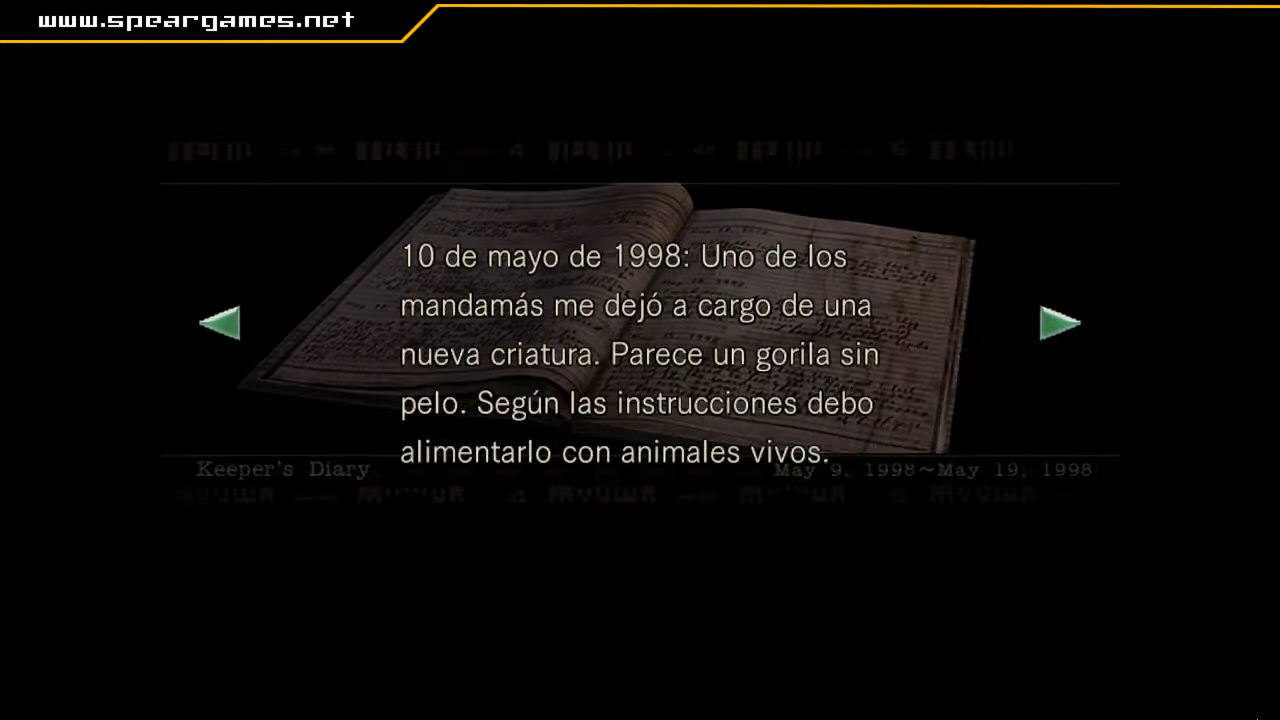 www.speargames.net
10 de mayo de 1998: Uno de los
mandamás me dejó a cargo de una
nueva criatura. Parece un gorila sin
pelo. Según las instrucciones debo
alimentarlo con animales vivos.
Keeper's Diary
May 9, 1998~May 19, 1998